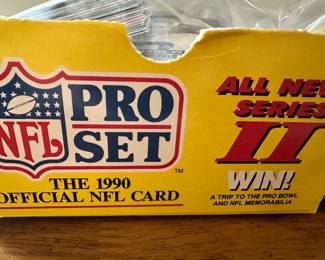 NFL
PRO
SET
TM
THE 1990
OFFICIAL NFL CARD
ALL NEW
SERIES
II
WIN!
A TRIP TO THE PRO BOWL
AND NFL MEMORABILIA